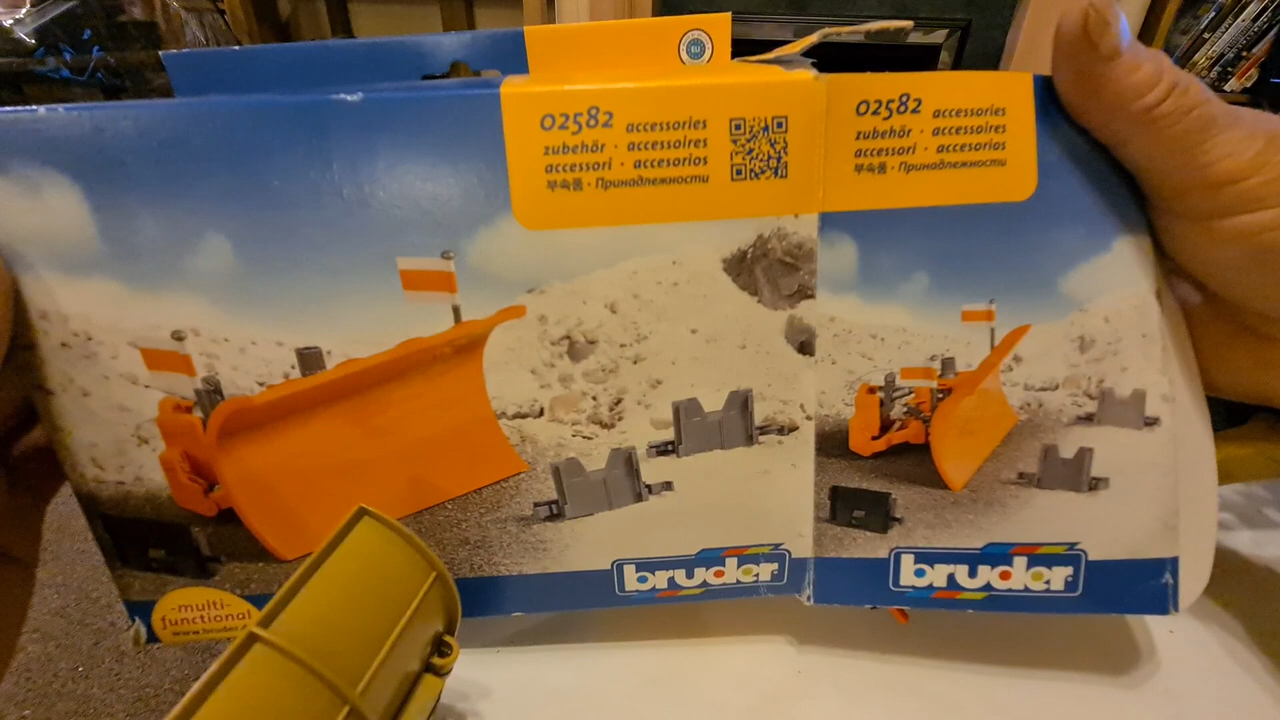 EU
02582 accessories
zubehör · accessoires
accessori · accesorios
부속품 · Принадлежности
02582 accessories
zubehör · accessoires
accessori · accesorios
부속품 · Принадлежности
bruder
bruder
-multi-
functional